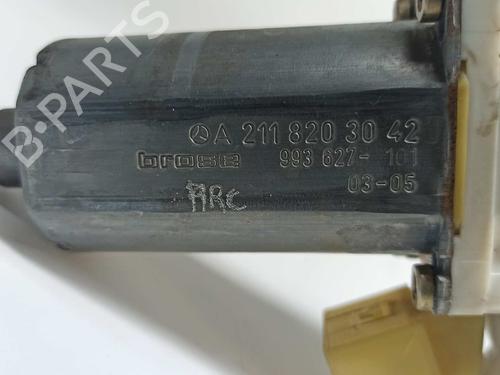 B-PARTS
A 211 820 30 42
brose 993 627-101
03-05
ARC